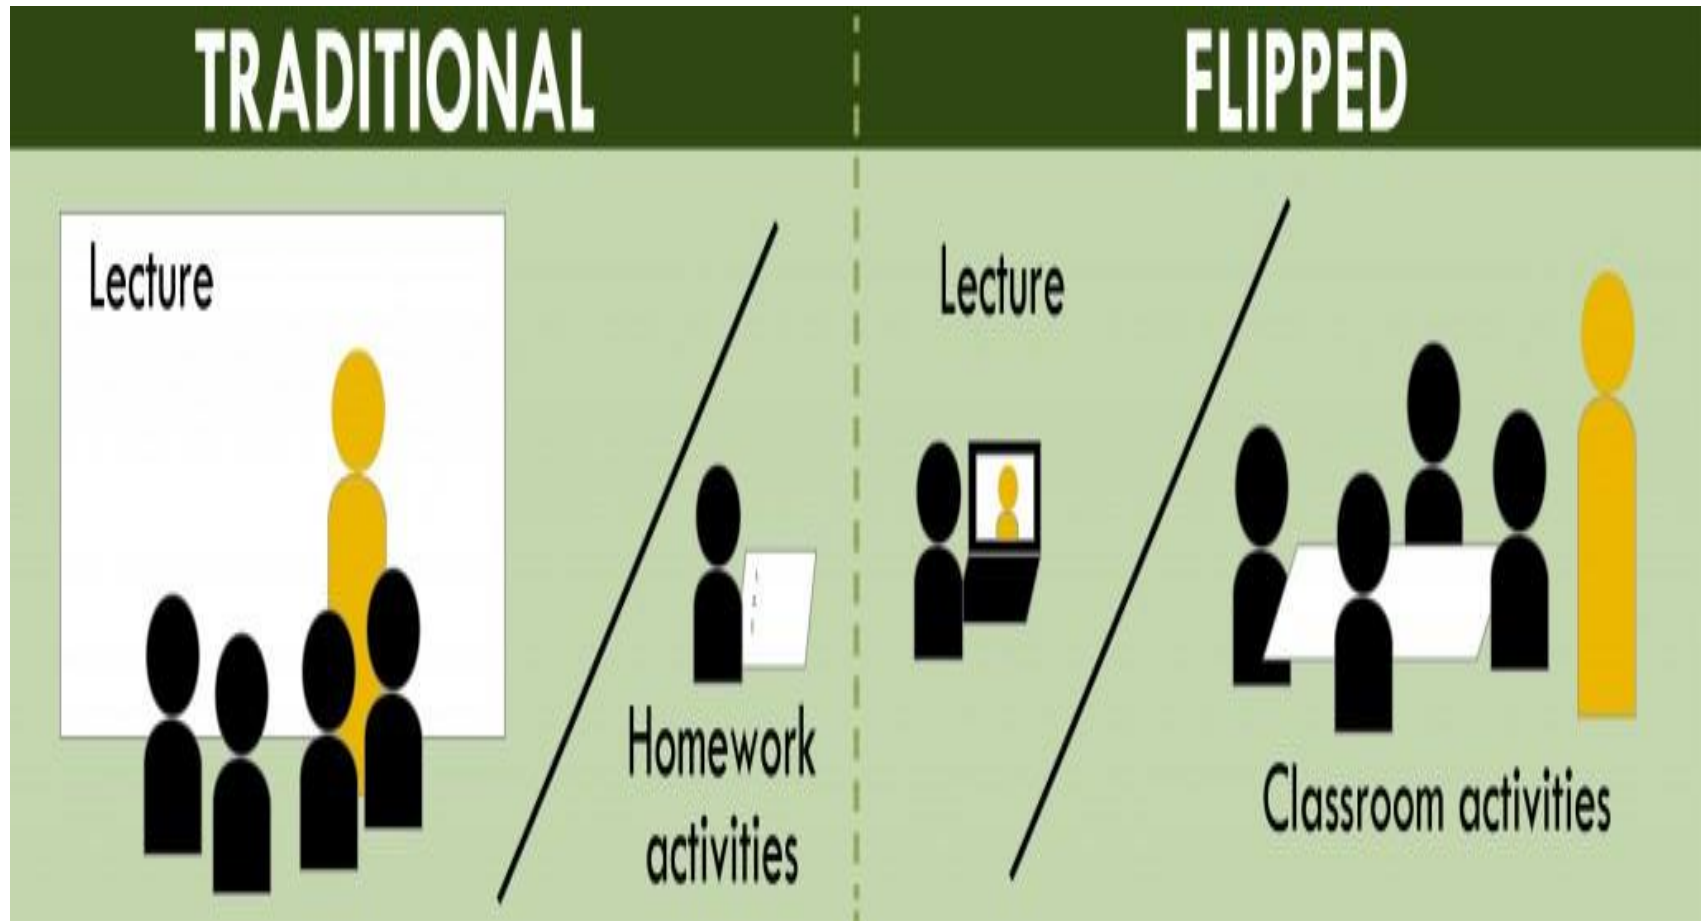 TRADITIONAL
Lecture
Homework
activities
FLIPPED
Lecture
Classroom activities